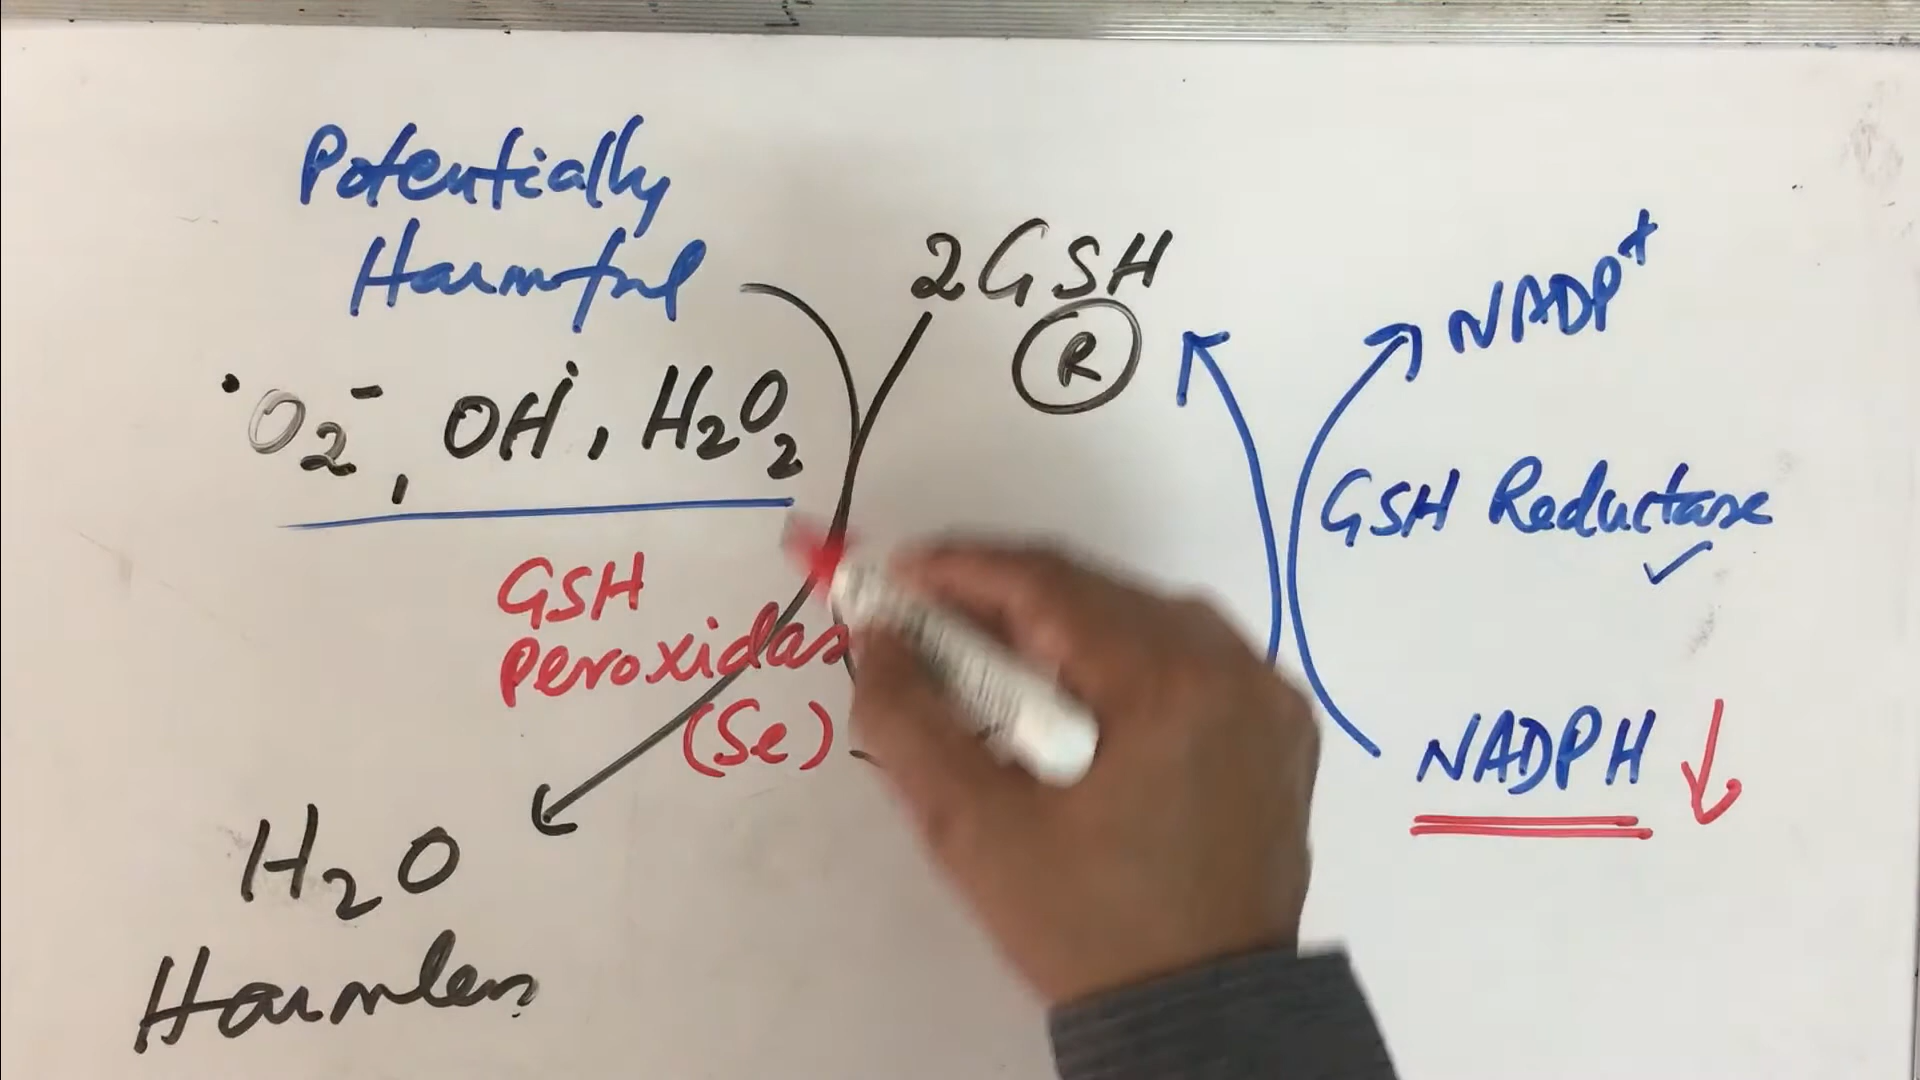 Potentially
Harmful
•O2-, OH•, H2O2
GSH
Peroxidas
(Se)
H2O
Harmless
2GSH
R
NADP+
GSH Reductase
NADPH ↓